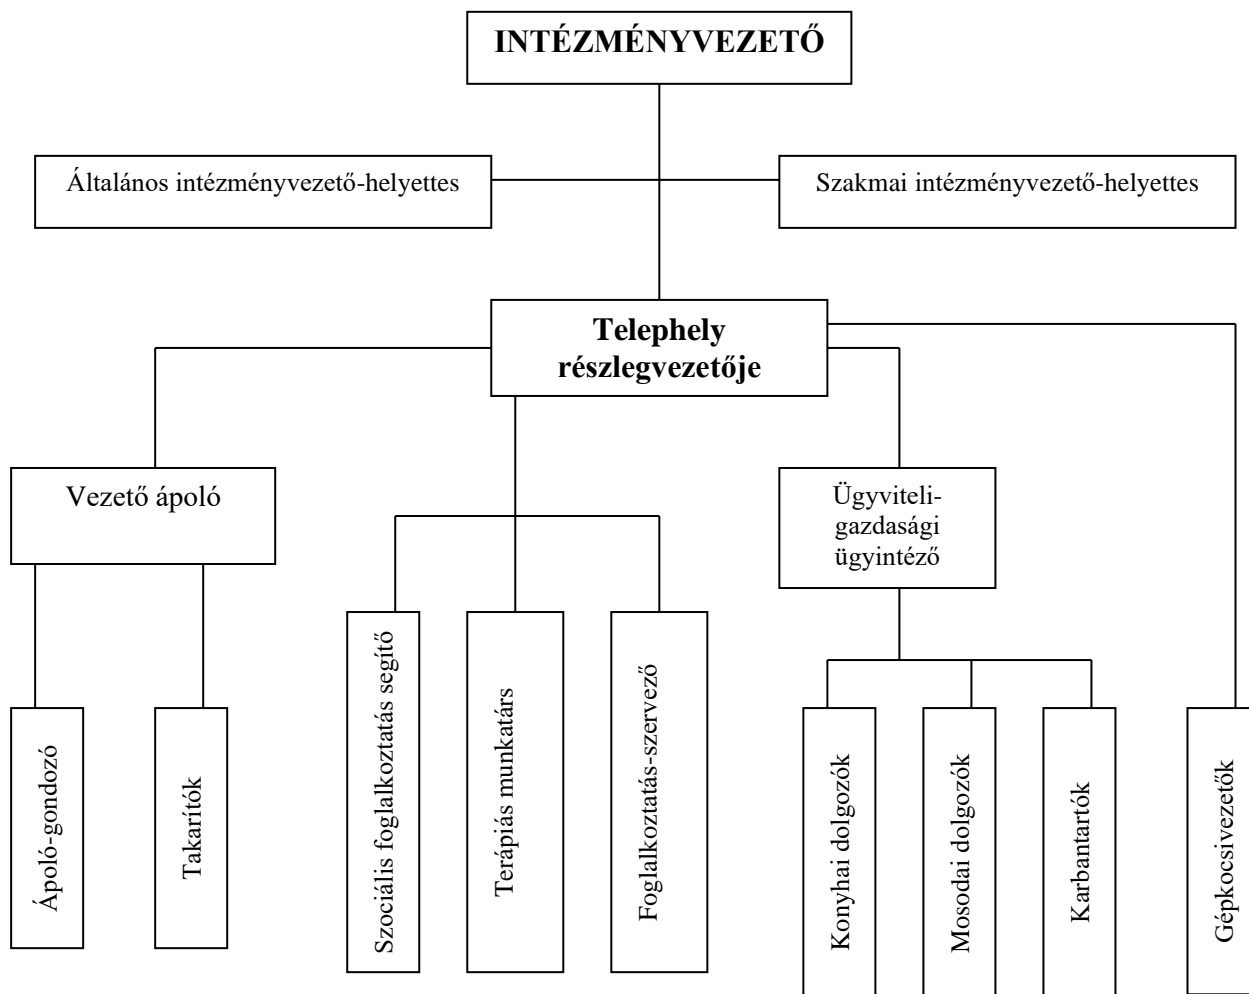 INTÉZMÉNYVEZETŐ
Általános intézményvezető-helyettes
Szakmai intézményvezető-helyettes
Telephely
részlegvezetője
Vezető ápoló
Ügyviteli-
gazdasági
ügyintéző
Ápoló-gondozó
Takarítók
Szociális foglalkoztatás segítő
Terápiás munkatárs
Foglalkoztatás-szervező
Konyhai dolgozók
Mosodai dolgozók
Karbantartók
Gépkocsivezetők